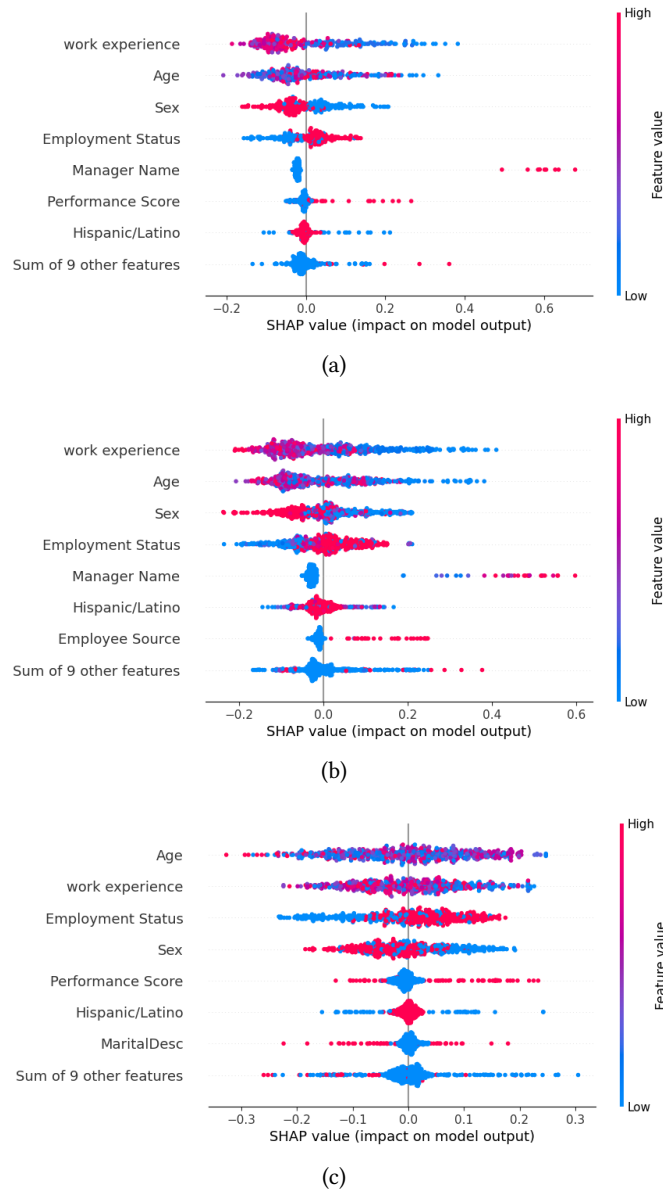 High
work experience
Age
Sex
Employment Status
Manager Name
Performance Score
Hispanic/Latino
Sum of 9 other features
Feature value
Low
−0.2 0.0 0.2 0.4 0.6
SHAP value (impact on model output)
(a)
High
work experience
Age
Sex
Employment Status
Manager Name
Hispanic/Latino
Employee Source
Sum of 9 other features
Feature value
Low
−0.2 0.0 0.2 0.4 0.6
SHAP value (impact on model output)
(b)
High
Age
work experience
Employment Status
Sex
Performance Score
Hispanic/Latino
MaritalDesc
Sum of 9 other features
Feature value
Low
−0.3 −0.2 −0.1 0.0 0.1 0.2 0.3
SHAP value (impact on model output)
(c)